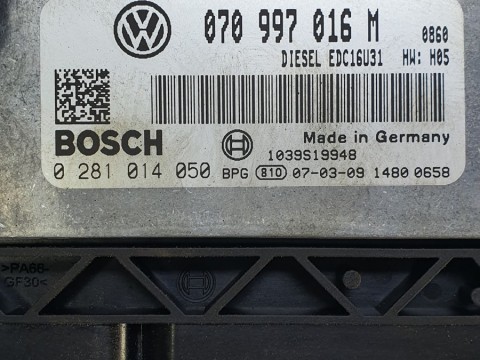 070 997 016 M 0860
DIESEL EDC16U31 HW: H05
BOSCH Made in Germany
1039S19948
0 281 014 050 BPG 810 07-03-09 1480 0658
>PA66-
GF30<